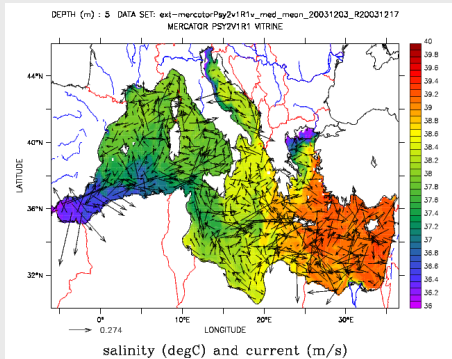 DEPTH (m) : 5 DATA SET: ext-mercatorPsy2v1R1v_med_mean_20031203_R20031217
MERCATOR PSY2V1R1 VITRINE
44°N
40°N
36°N
32°N
LATITUDE
0°
10°E
20°E
30°E
LONGITUDE
0.274
40
39.8
39.6
39.4
39.2
39
38.8
38.6
38.4
38.2
38
37.8
37.6
37.4
37.2
37
36.8
36.6
36.4
36.2
36
salinity (degC) and current (m/s)